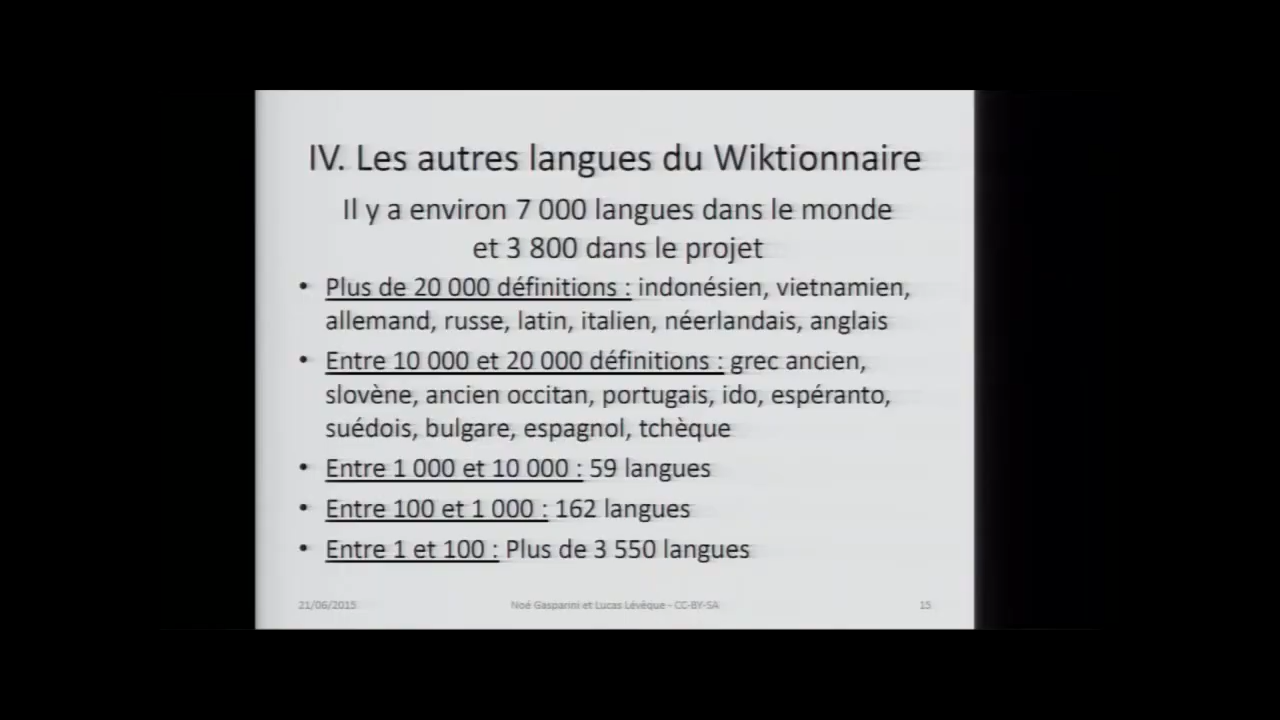 IV. Les autres langues du Wiktionnaire
Il y a environ 7 000 langues dans le monde
et 3 800 dans le projet
• Plus de 20 000 définitions : indonésien, vietnamien,
allemand, russe, latin, italien, néerlandais, anglais
• Entre 10 000 et 20 000 définitions : grec ancien,
slovène, ancien occitan, portugais, ido, espéranto,
suédois, bulgare, espagnol, tchèque
• Entre 1 000 et 10 000 : 59 langues
• Entre 100 et 1 000 : 162 langues
• Entre 1 et 100 : Plus de 3 550 langues
21/06/2015 Noé Gasparini et Lucas Lévêque - CC-BY-SA 15